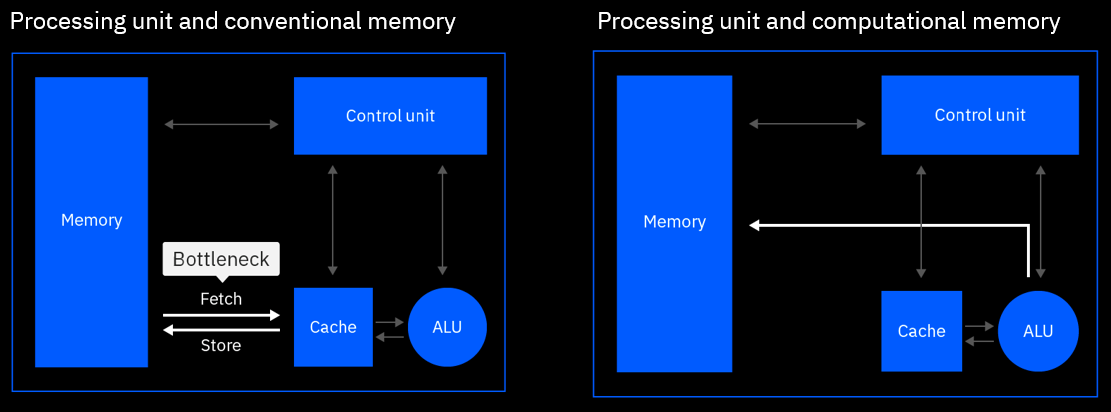 Processing unit and conventional memory
Control unit
Memory
Bottleneck
Fetch
Store
Cache
ALU
Processing unit and computational memory
Control unit
Memory
Cache
ALU